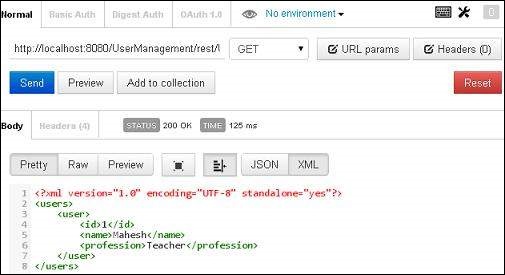 Normal Basic Auth Digest Auth OAuth 1.0 No environment 0
http://localhost:8080/UserManagement/rest/ GET URL params Headers (0)
Send Preview Add to collection Reset
Body Headers (4) STATUS 200 OK TIME 125 ms
Pretty Raw Preview JSON XML
1 <?xml version="1.0" encoding="UTF-8" standalone="yes"?>
2 <users>
3 <user>
4 <id>1</id>
5 <name>Mahesh</name>
6 <profession>Teacher</profession>
7 </user>
8 </users>